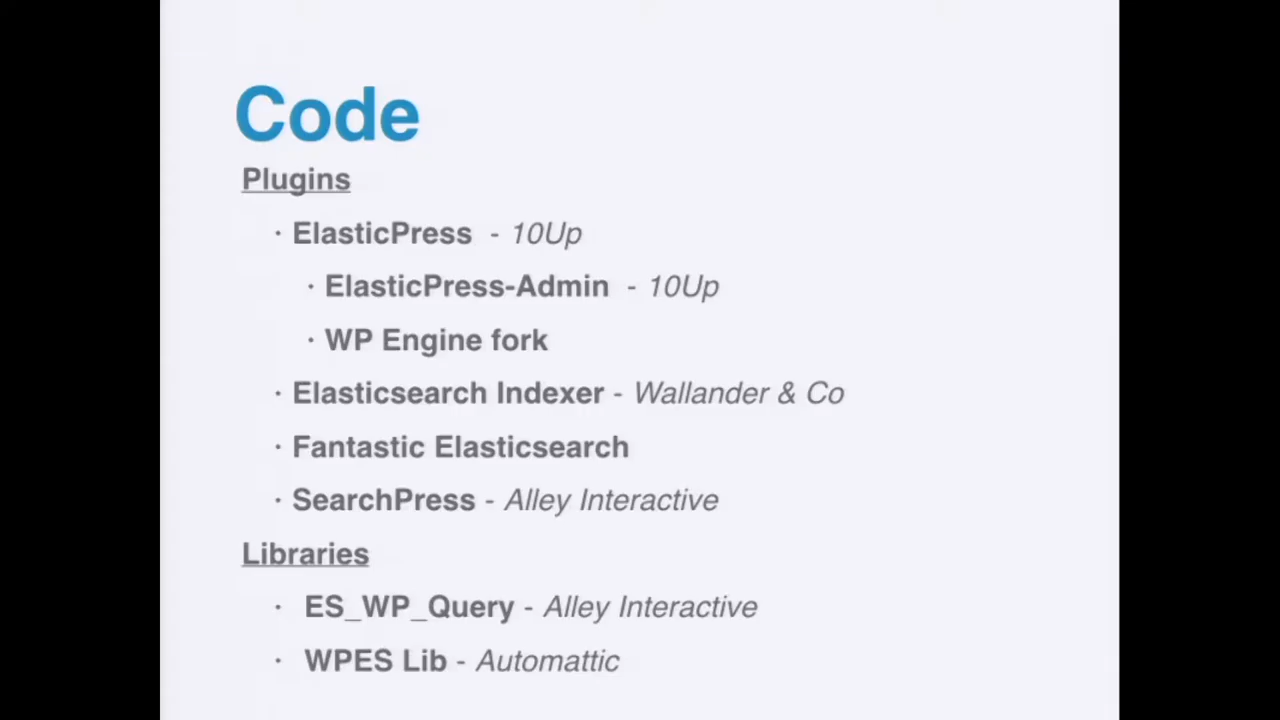 Code
Plugins
· ElasticPress - 10Up
· ElasticPress-Admin - 10Up
· WP Engine fork
· Elasticsearch Indexer - Wallander & Co
· Fantastic Elasticsearch
· SearchPress - Alley Interactive
Libraries
· ES_WP_Query - Alley Interactive
· WPES Lib - Automattic